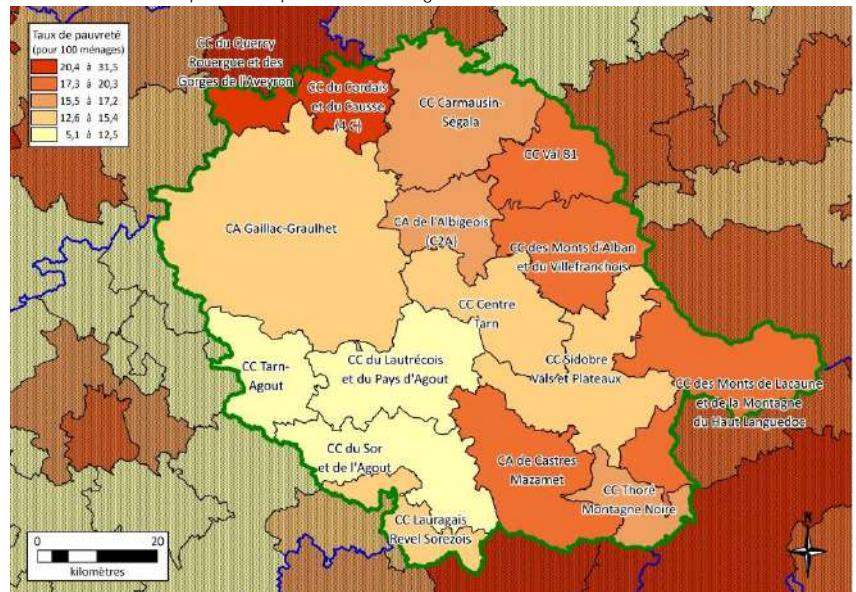 Taux de pauvreté
(pour 100 ménages)
20,4 à 31,5
17,3 à 20,3
15,5 à 17,2
12,6 à 15,4
5,1 à 12,5
CC du Quercy
Rouergue et des
Gorges de l'Aveyron
CC du Cordais
et du Causse
(4 C)
CC Carmausin-
Ségala
CC Val 81
CA Gaillac-Graulhet
CA de l'Albigeois
(C2A)
CC des Monts d'Alban
et du Villefranchois
CC Centre
Tarn
CC Tarn-
Agout
CC du Lautrécois
et du Pays d'Agout
CC Sidobre
Vals et Plateaux
CC des Monts de Lacaune
et de la Montagne
du Haut Languedoc
CC du Sor
et de l'Agout
CA de Castres
Mazamet
CC Thoré
Montagne Noire
CC Lauragais
Revel Sorezois
0 20
kilomètres
N